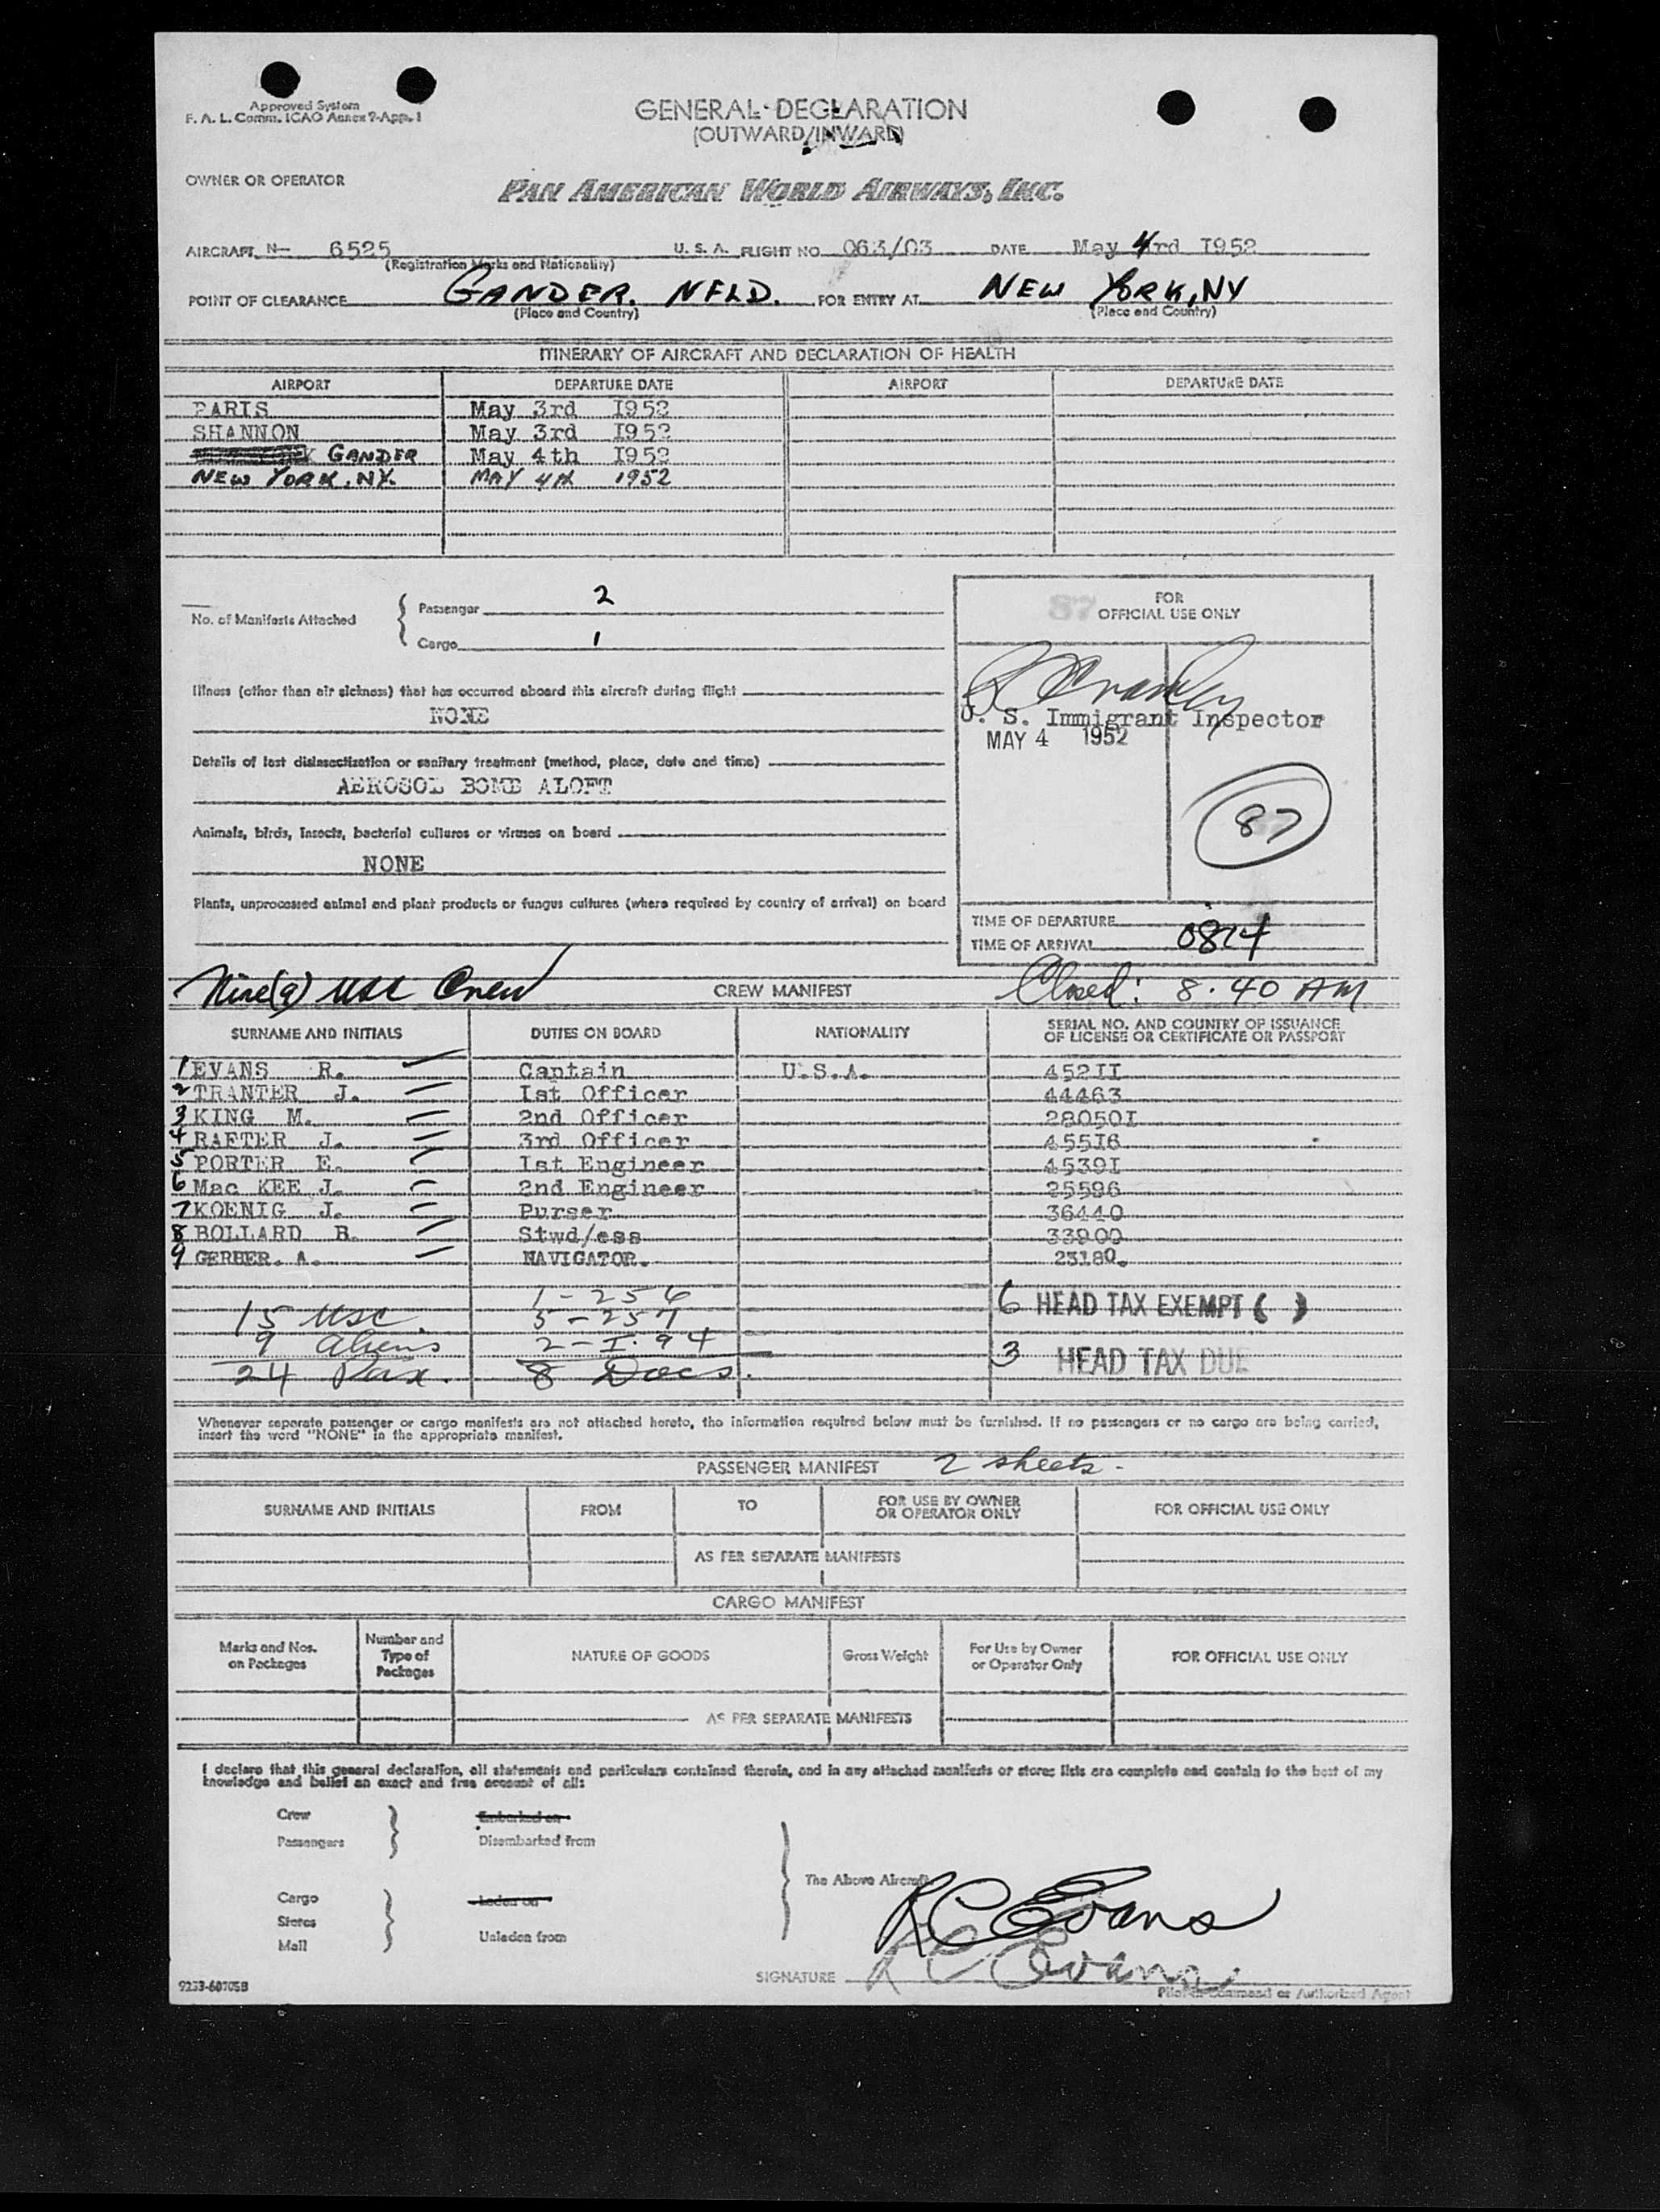 Approved System
F. A. L. Comm. ICAO Annex 9-App. 1
GENERAL DECLARATION
(OUTWARD/INWARD)
OWNER OR OPERATOR
PAN AMERICAN WORLD AIRWAYS, INC.
AIRCRAFT N- 6525 U. S. A. FLIGHT NO 063/03 DATE May 4rd I952
(Registration Marks and Nationality)
POINT OF CLEARANCE GANDER. NFLD. FOR ENTRY AT NEW YORK, NY
(Place and Country) (Place and Country)
ITINERARY OF AIRCRAFT AND DECLARATION OF HEALTH
AIRPORT DEPARTURE DATE AIRPORT DEPARTURE DATE
PARIS May 3rd I952
SHANNON May 3rd I952
GANDER May 4th I952
NEW YORK, NY. MAY 4th 1952
No. of Manifests Attached
Passenger 2
Cargo 1
87 FOR
OFFICIAL USE ONLY
Illness (other than air sickness) that has occurred aboard this aircraft during flight
NONE
U. S. Immigrant Inspector
MAY 4 1952
Details of last disinsectization or sanitary treatment (method, place, date and time)
AEROSOL BOMB ALOFT
87
Animals, birds, Insects, bacterial cultures or viruses on board
NONE
Plants, unprocessed animal and plant products or fungus cultures (where required by country of arrival) on board
TIME OF DEPARTURE
TIME OF ARRIVAL 0824
Nine(9) USC Crew CREW MANIFEST Closed: 8.40 AM
SURNAME AND INITIALS DUTIES ON BOARD NATIONALITY SERIAL NO. AND COUNTRY OF ISSUANCE
OF LICENSE OR CERTIFICATE OR PASSPORT
1 EVANS R. Captain U.S.A. 452II
2 TRANTER J. Ist Officer 44463
3 KING M. 2nd Officer 28050I
4 RAFTER J. 3rd Officer 455I6
5 PORTER E. Ist Engineer 4539I
6 Mac KEE J. 2nd Engineer 25596
7 KOENIG J. Purser 36440
8 BOLLARD B. Stwd/ess 33900
9 GERBER. A. NAVIGATOR. 23180.
1-256
15 USC. 5-257 6 HEAD TAX EXEMPT ( )
9 Aliens 2-I.94
24 Pax. 8 Docs. 3 HEAD TAX DUE
Whenever separate passenger or cargo manifests are not attached hereto, the information required below must be furnished. If no passengers or no cargo are being carried,
insert the word "NONE" in the appropriate manifest.
PASSENGER MANIFEST 2 sheets -
SURNAME AND INITIALS FROM TO FOR USE BY OWNER
OR OPERATOR ONLY FOR OFFICIAL USE ONLY
AS PER SEPARATE MANIFESTS
CARGO MANIFEST
Marks and Nos.
on Packages Number and
Type of
Packages NATURE OF GOODS Gross Weight For Use by Owner
or Operator Only FOR OFFICIAL USE ONLY
AS PER SEPARATE MANIFESTS
I declare that this general declaration, all statements and particulars contained therein, and in any attached manifests or stores lists are complete and contain to the best of my
knowledge and belief an exact and true account of all:
Crew Embarked on
Passengers Disembarked from
The Above Aircraft
Cargo Laden on
Stores
Mail Unladen from
R C Evans
SIGNATURE R C Evans
Pilot in Command or Authorized Agent
9233-60705B